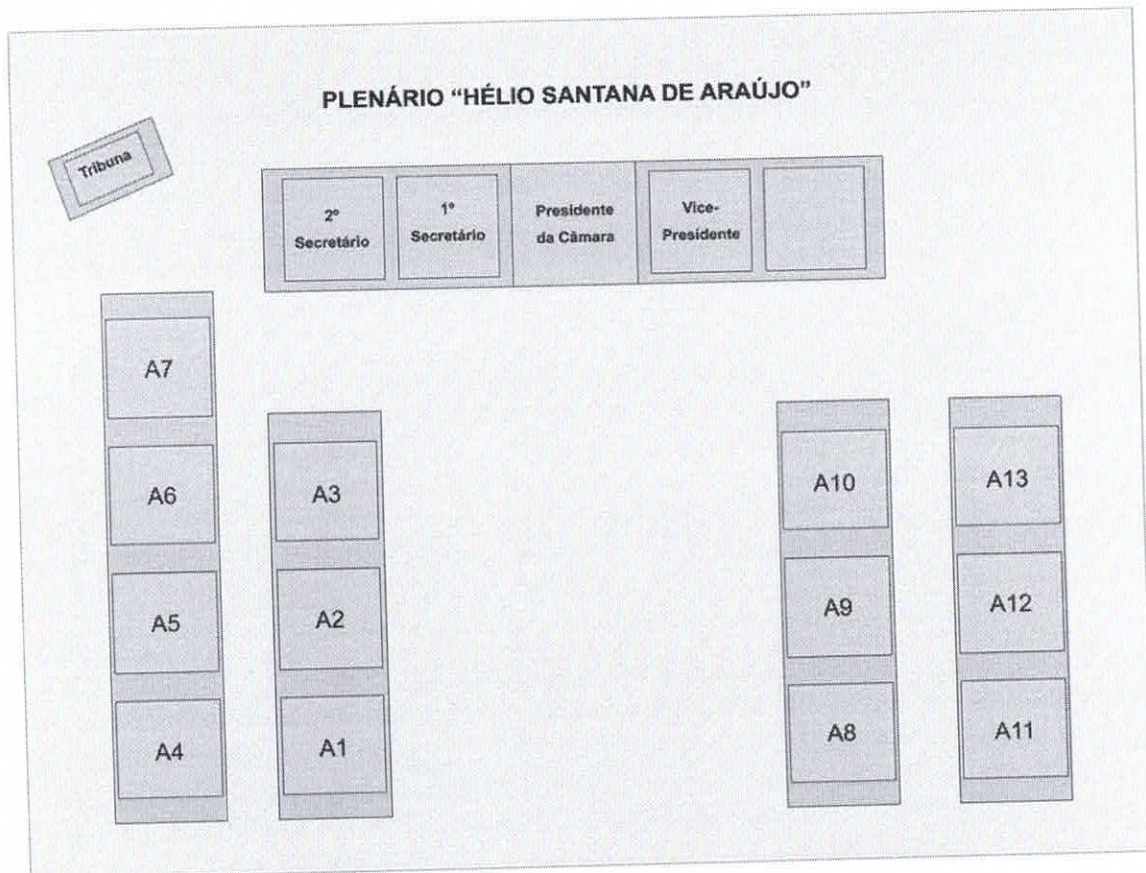 PLENÁRIO “HÉLIO SANTANA DE ARAÚJO”
Tribuna
2º
Secretário
1º
Secretário
Presidente
da Câmara
Vice-
Presidente
A7
A6
A5
A4
A3
A2
A1
A10
A9
A8
A13
A12
A11